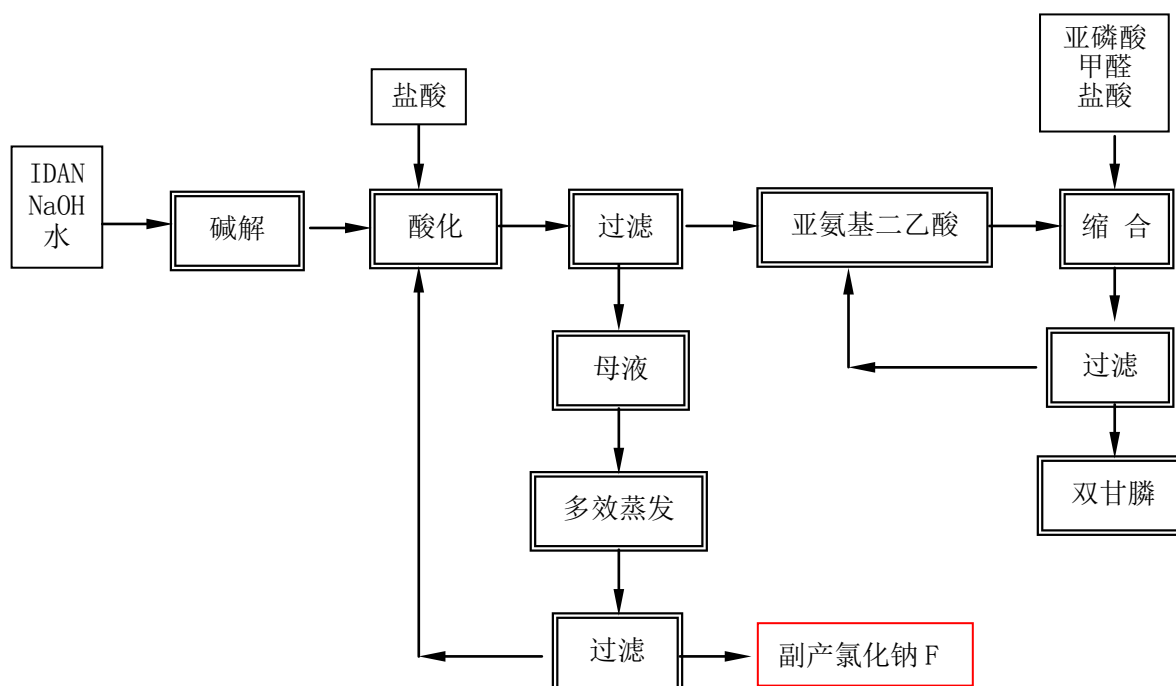 亚磷酸
甲醛
盐酸
盐酸
IDAN
NaOH
水
碱解
酸化
过滤
亚氨基二乙酸
缩 合
母液
过滤
多效蒸发
双甘膦
过滤
副产氯化钠 F